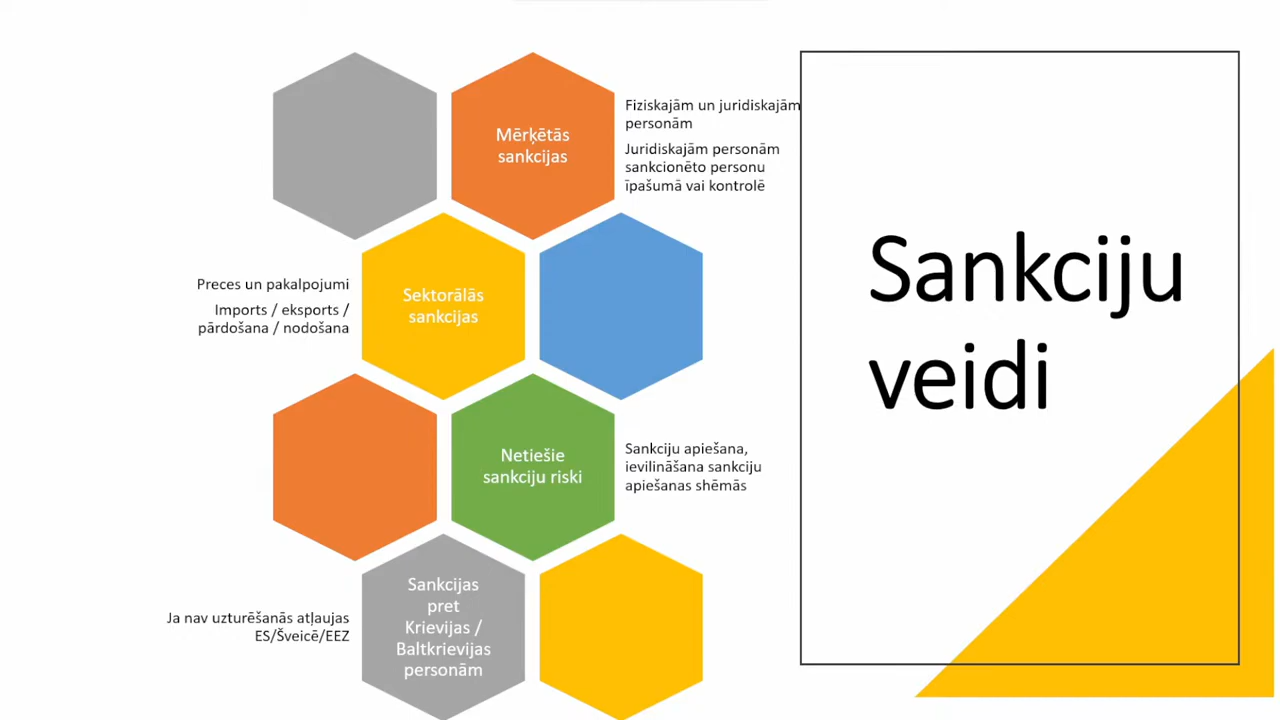 Mērķētās
sankcijas
Fiziskajām un juridiskajām
personām
Juridiskajām personām
sankcionēto personu
īpašumā vai kontrolē
Preces un pakalpojumi
Imports / eksports /
pārdošana / nodošana
Sektorālās
sankcijas
Netiešie
sankciju riski
Sankciju apiešana,
ievilināšana sankciju
apiešanas shēmās
Ja nav uzturēšanās atļaujas
ES/Šveicē/EEZ
Sankcijas
pret
Krievijas /
Baltkrievijas
personām
Sankciju
veidi